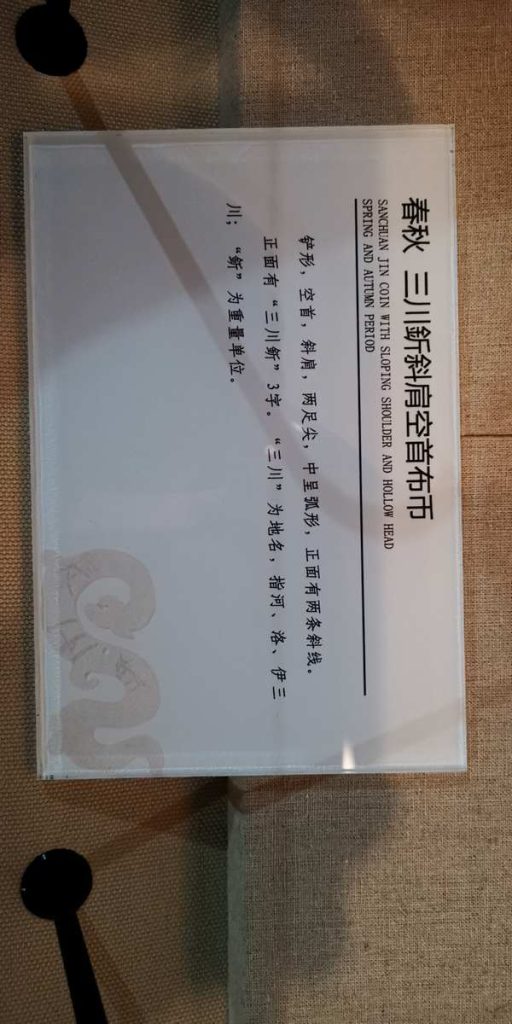 春秋 三川釿斜肩空首布币
SANCHUAN JIN COIN WITH SLOPING SHOULDER AND HOLLOW HEAD
SPRING AND AUTUMN PERIOD
铲形，空首，斜肩，两足尖，中呈弧形，正面有两条斜线。
正面有“三川釿”3字。“三川”为地名，指河、洛、伊三
川；“釿”为重量单位。